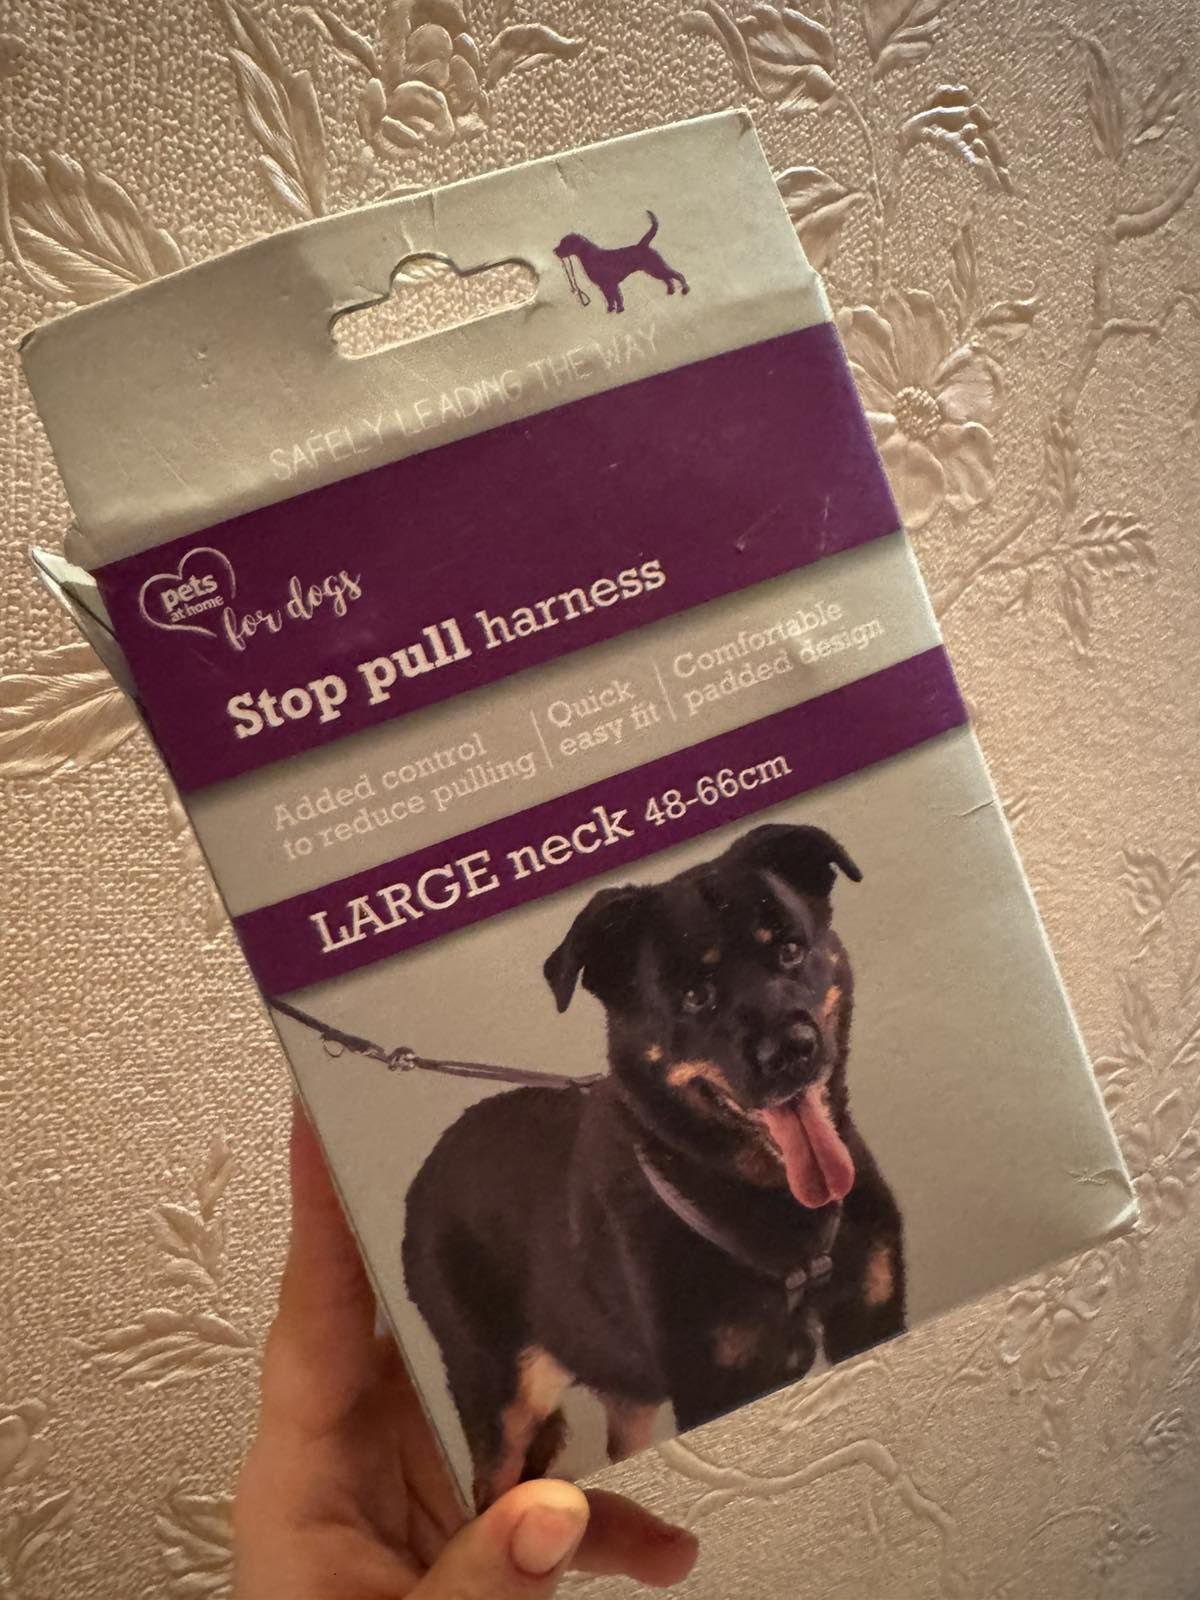 SAFELY LEADING THE WAY
pets
at home
for dogs
Stop pull harness
Added control
to reduce pulling
Quick
easy fit
Comfortable
padded design
LARGE neck 48-66cm